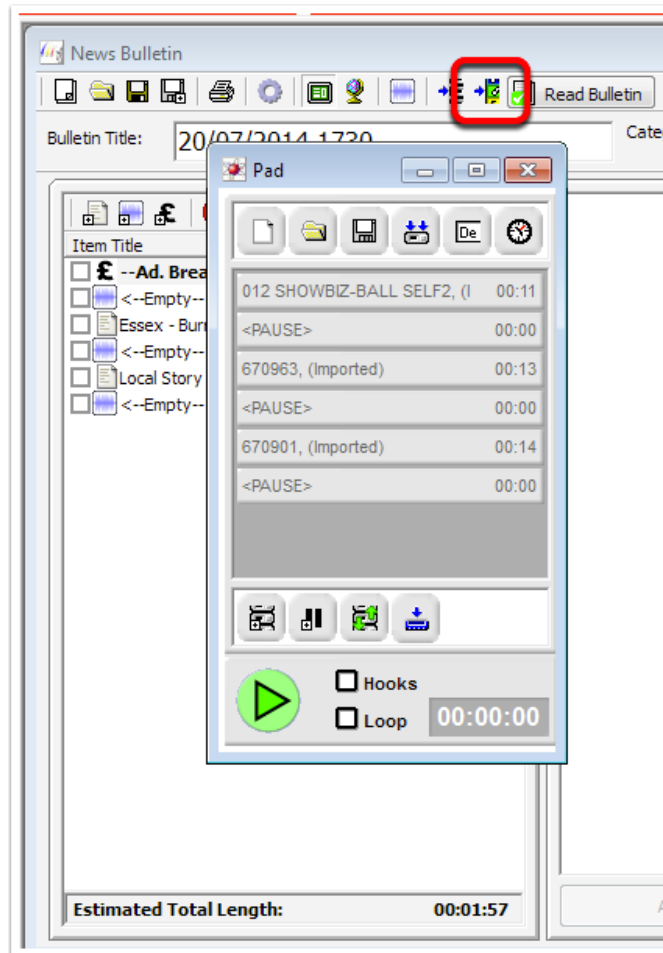 News Bulletin
Read Bulletin
Bulletin Title:
20/07/2014 1730
Pad
De
Item Title
£ --Ad. Brea
<--Empty--
Essex - Bur
<--Empty--
Local Story
<--Empty--
012 SHOWBIZ-BALL SELF2, (I 00:11
<PAUSE> 00:00
670963, (Imported) 00:13
<PAUSE> 00:00
670901, (Imported) 00:14
<PAUSE> 00:00
Hooks
Loop
00:00:00
Estimated Total Length: 00:01:57